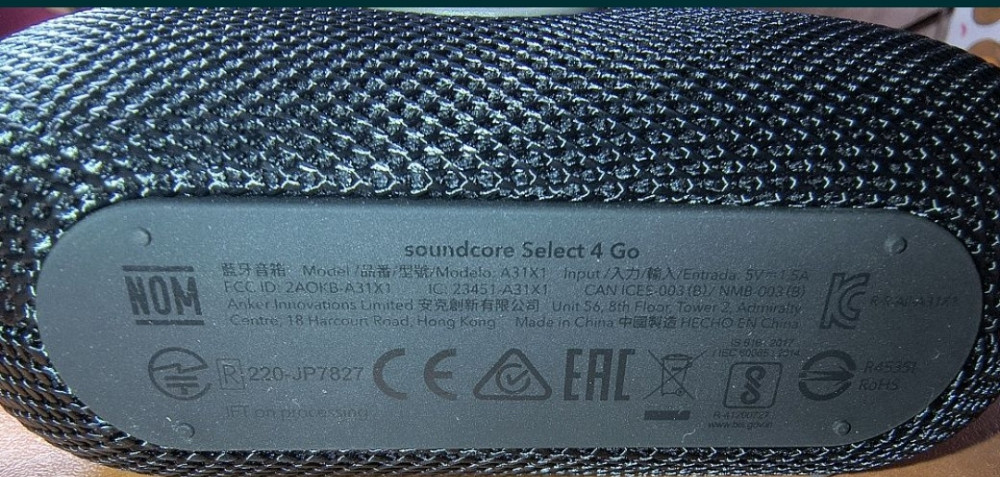 soundcore Select 4 Go
藍牙音箱 Model/品番/型號/Modelo: A31X1 Input/入力/輸入/Entrada: 5V⎓1.5A
FCC ID: 2AOKB-A31X1 IC: 23451-A31X1 CAN ICES-003(B)/ NMB-003(B)
Anker Innovations Limited 安克創新有限公司 Unit 56, 8th Floor, Tower 2, Admiralty
Centre, 18 Harcourt Road, Hong Kong Made in China 中國製造 HECHO EN China
NOM
KC
A31X1
R 220-JP7827
on processing
CE
EAC
IS 616: 2017
/ IEC 60065: 2014
www.bis.gov.in
RoHS